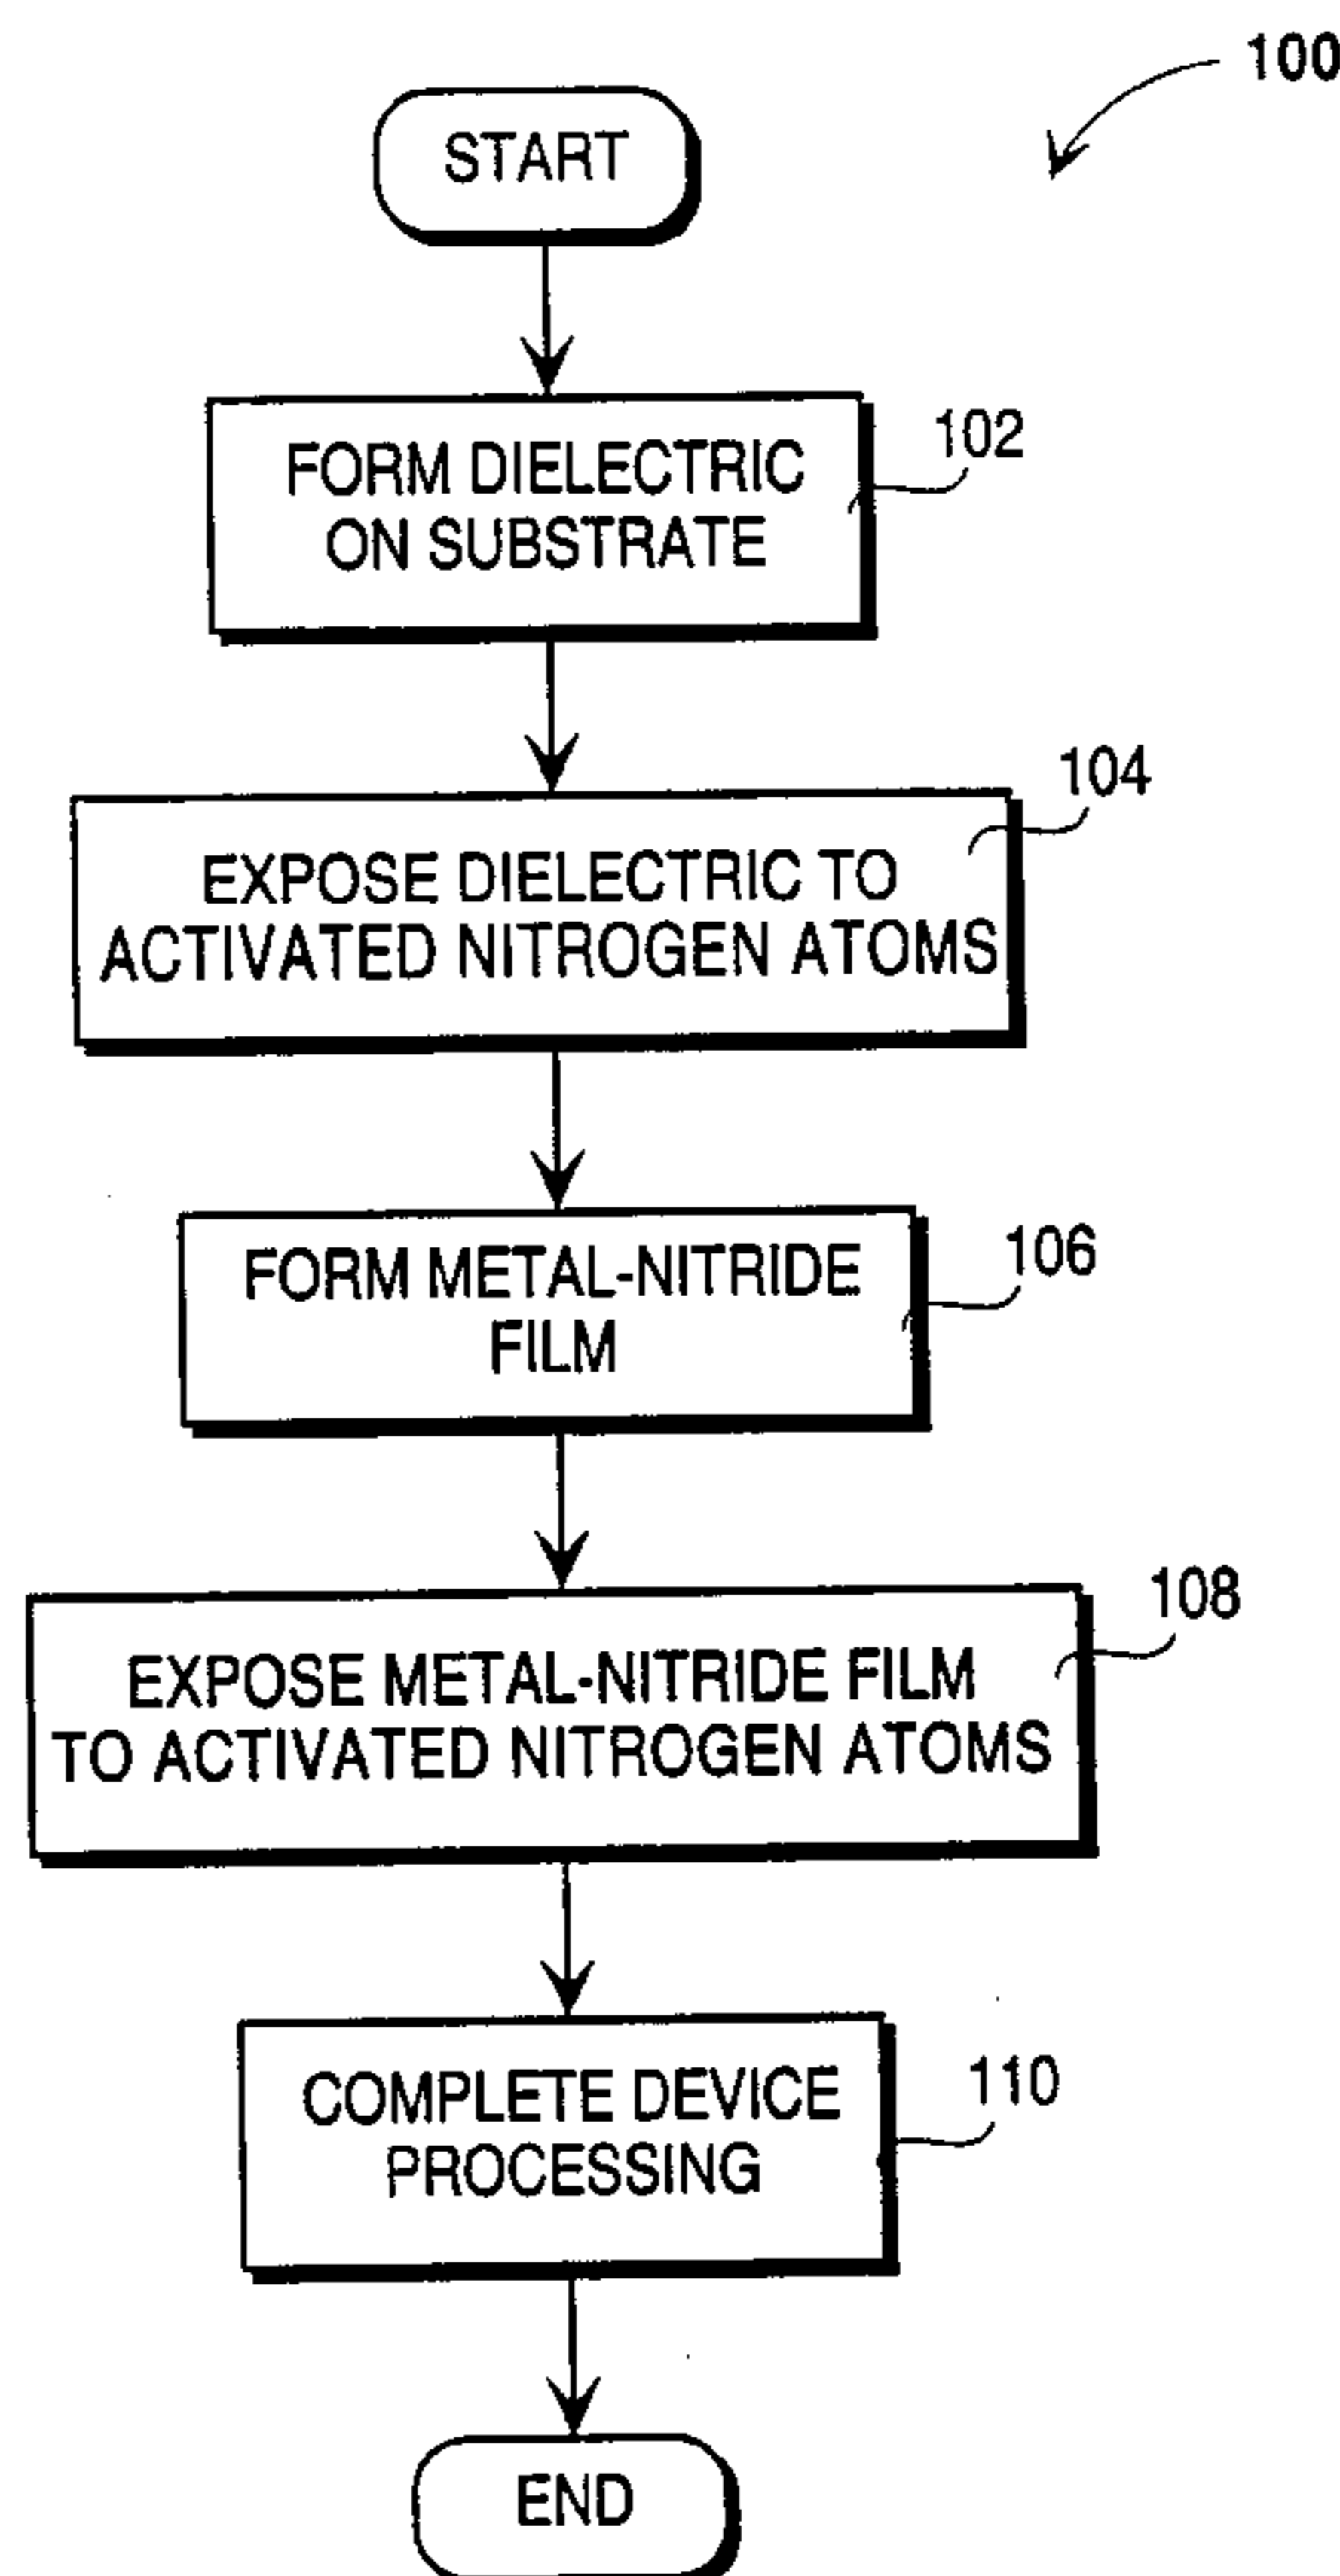 100
START
FORM DIELECTRIC
ON SUBSTRATE
102
EXPOSE DIELECTRIC TO
ACTIVATED NITROGEN ATOMS
104
FORM METAL-NITRIDE
FILM
106
EXPOSE METAL-NITRIDE FILM
TO ACTIVATED NITROGEN ATOMS
108
COMPLETE DEVICE
PROCESSING
110
END